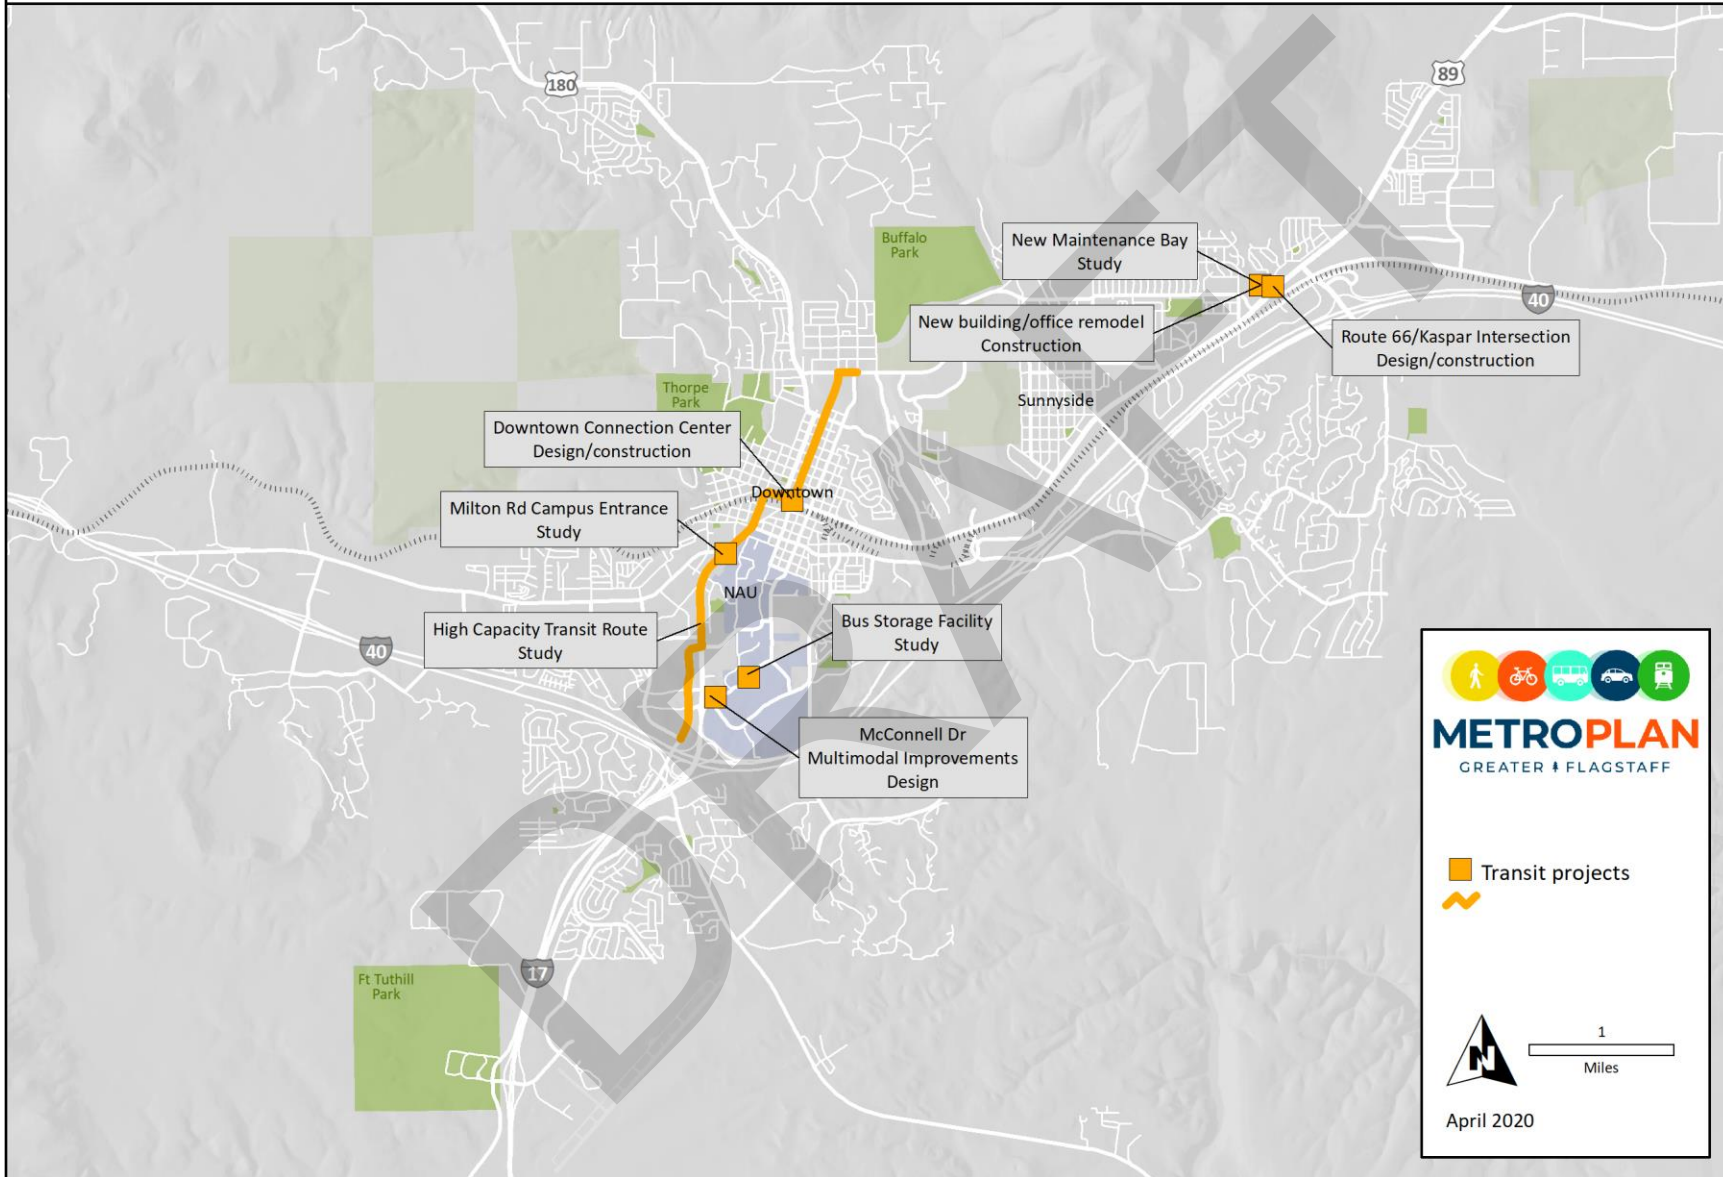 180
89
Buffalo
Park
New Maintenance Bay
Study
40
New building/office remodel
Construction
Route 66/Kaspar Intersection
Design/construction
Thorpe
Park
Sunnyside
Downtown Connection Center
Design/construction
Downtown
Milton Rd Campus Entrance
Study
NAU
High Capacity Transit Route
Study
Bus Storage Facility
Study
40
McConnell Dr
Multimodal Improvements
Design
Ft Tuthill
Park
17
DRAFT
METROPLAN
GREATER FLAGSTAFF
Transit projects
N
1
Miles
April 2020